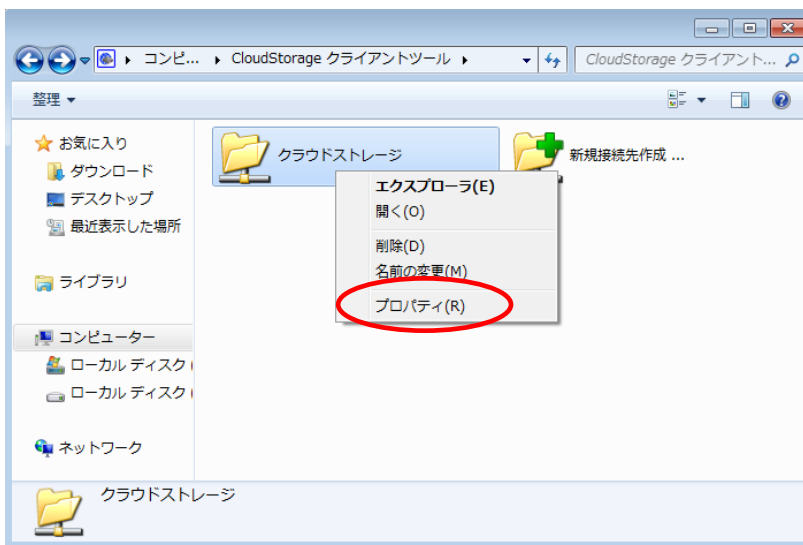 コンピ... ▸ CloudStorage クライアントツール ▸ CloudStorage クライアント...
整理
お気に入り
ダウンロード
デスクトップ
最近表示した場所
ライブラリ
コンピューター
ローカル ディスク (
ローカル ディスク (
ネットワーク
クラウドストレージ
新規接続先作成 ...
エクスプローラ(E)
開く(O)
削除(D)
名前の変更(M)
プロパティ(R)
クラウドストレージ